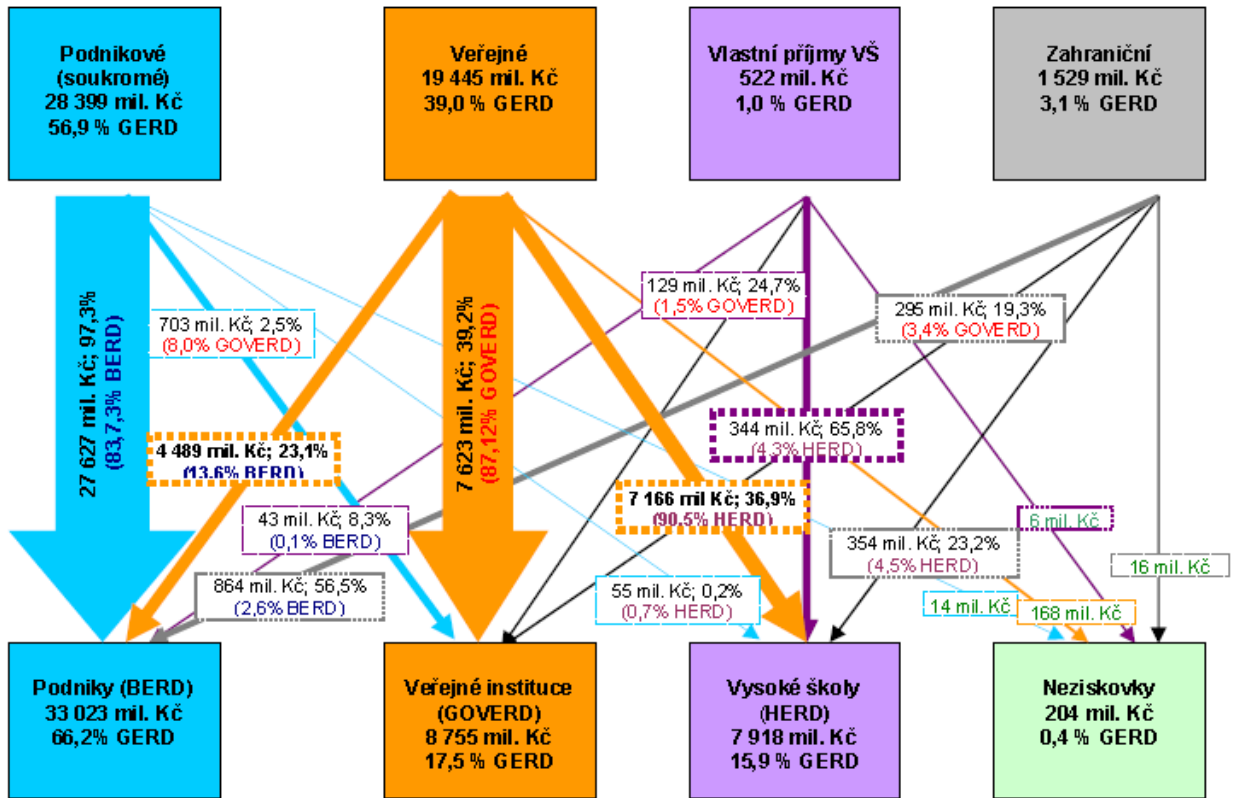 Podnikové
(soukromé)
28 399 mil. Kč
56,9 % GERD
Veřejné
19 445 mil. Kč
39,0 % GERD
Vlastní příjmy VŠ
522 mil. Kč
1,0 % GERD
Zahraniční
1 529 mil. Kč
3,1 % GERD
27 627 mil. Kč; 97,3%
(83,7,3% BERD)
703 mil. Kč; 2,5%
(8,0% GOVERD)
4 489 mil. Kč; 23,1%
(13,6% BERD)
7 623 mil. Kč; 39,2%
(87,12% GOVERD)
129 mil. Kč; 24,7%
(1,5% GOVERD)
295 mil. Kč; 19,3%
(3,4% GOVERD)
344 mil. Kč; 65,8%
(4,3% HERD)
7 166 mil Kč; 36,9%
(90,5% HERD)
43 mil. Kč; 8,3%
(0,1% BERD)
864 mil. Kč; 56,5%
(2,6% BERD)
55 mil. Kč; 0,2%
(0,7% HERD)
354 mil. Kč; 23,2%
(4,5% HERD)
6 mil. Kč
16 mil. Kč
14 mil. Kč
168 mil. Kč
Podniky (BERD)
33 023 mil. Kč
66,2% GERD
Veřejné instituce
(GOVERD)
8 755 mil. Kč
17,5 % GERD
Vysoké školy
(HERD)
7 918 mil. Kč
15,9 % GERD
Neziskovky
204 mil. Kč
0,4 % GERD